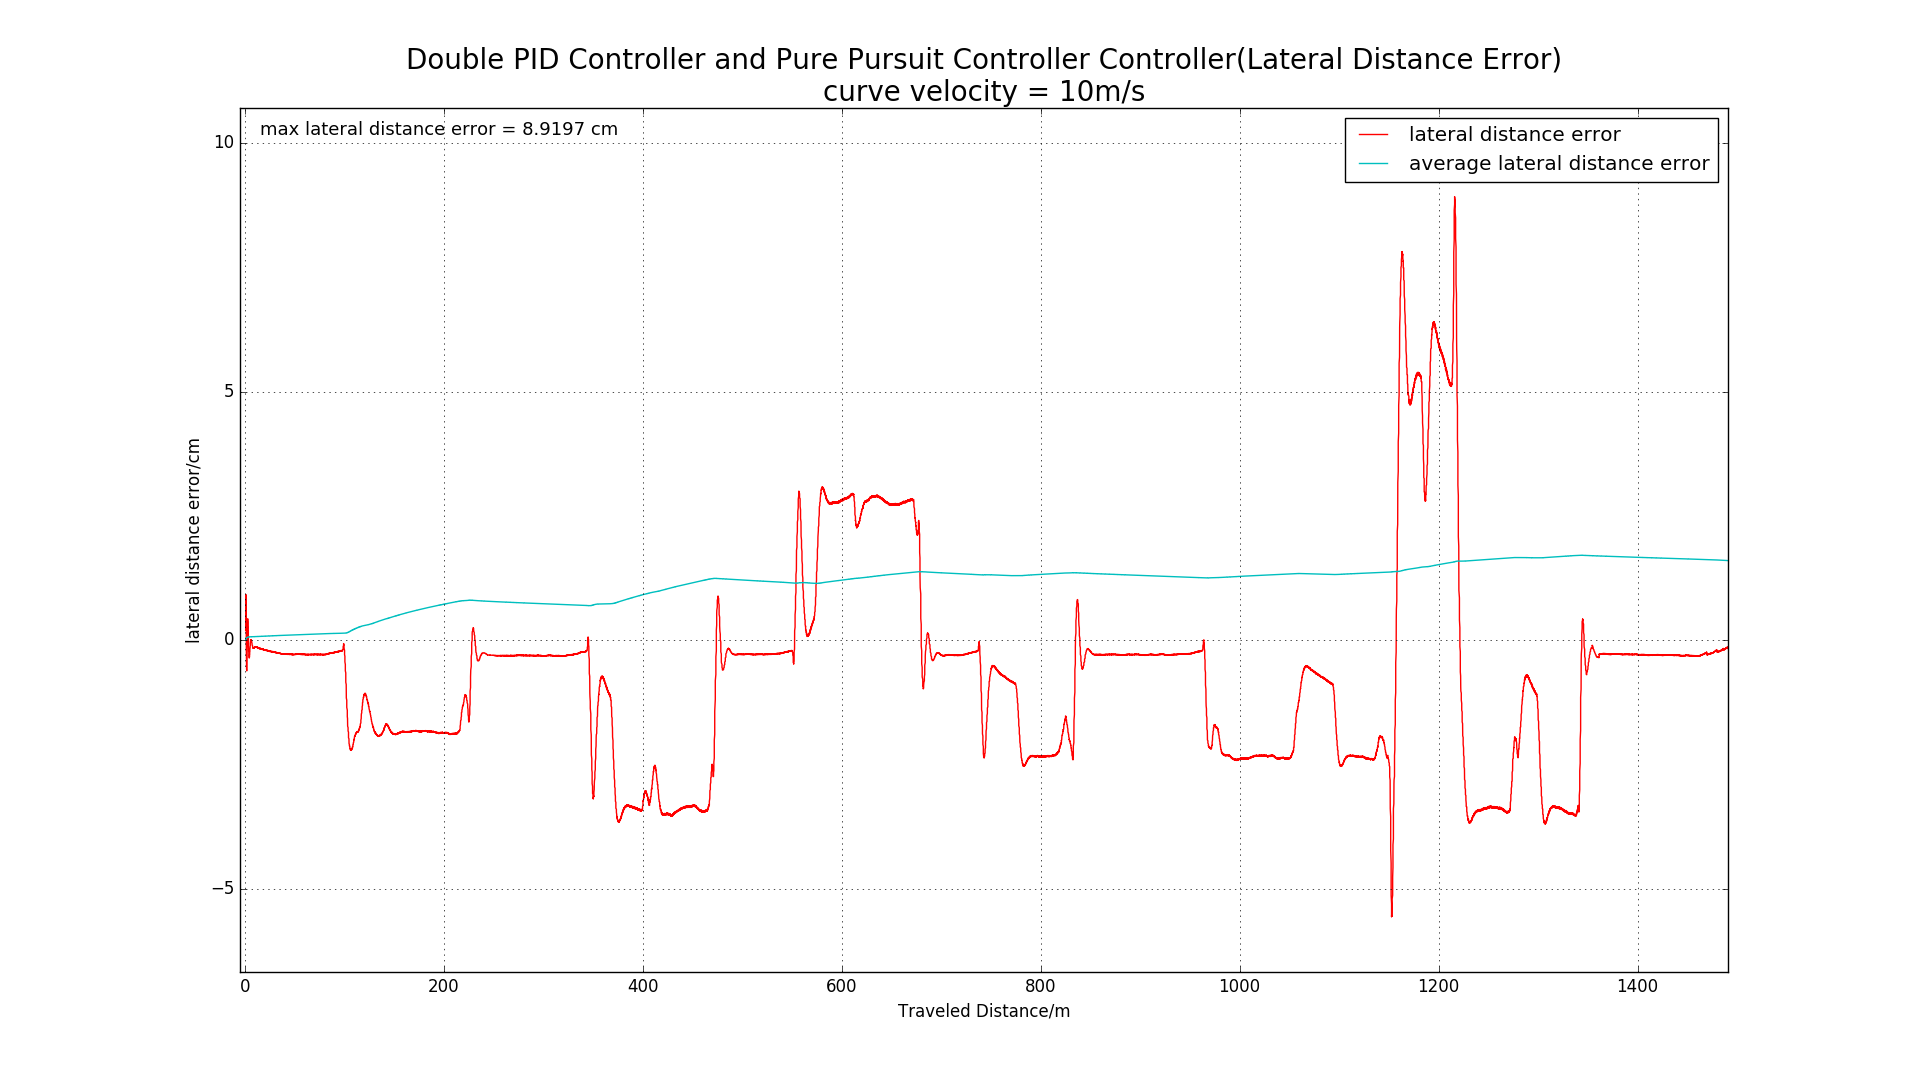 Double PID Controller and Pure Pursuit Controller Controller(Lateral Distance Error)
curve velocity = 10m/s
max lateral distance error = 8.9197 cm
lateral distance error
average lateral distance error
10
5
0
−5
lateral distance error/cm
0 200 400 600 800 1000 1200 1400
Traveled Distance/m